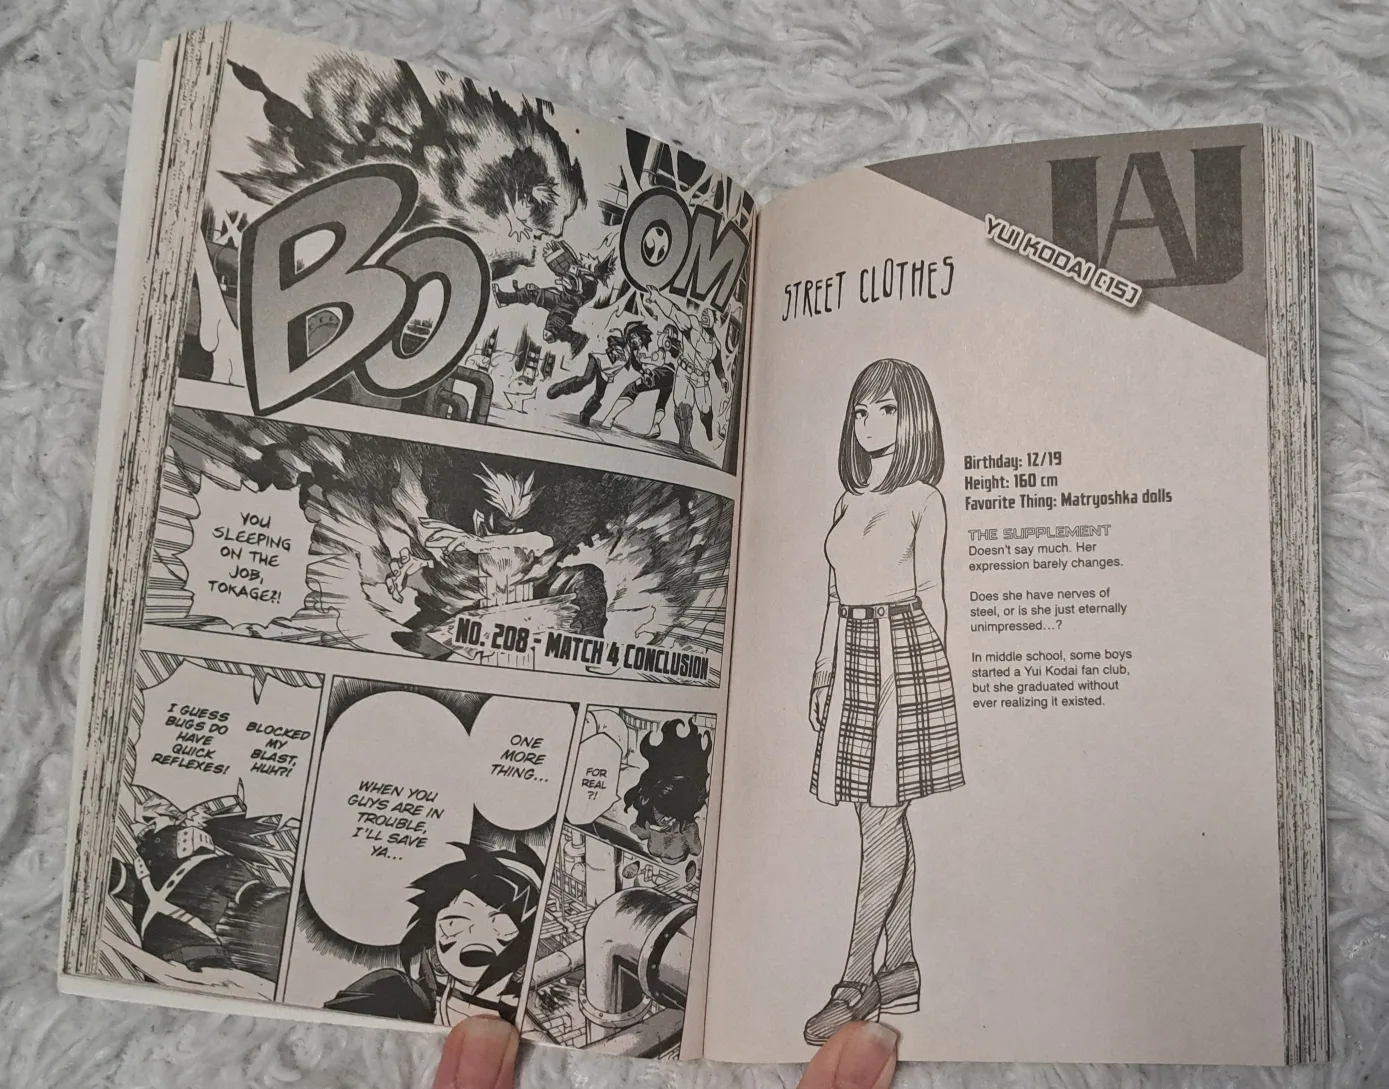 BOOM
YOU
SLEEPING
ON THE
JOB,
TOKAGE?!
NO. 208 - MATCH 4 CONCLUSION
BLOCKED
MY
BLAST,
HUH?!
I GUESS
BUGS DO
HAVE
QUICK
REFLEXES!
ONE
MORE
THING...
WHEN YOU
GUYS ARE IN
TROUBLE,
I'LL SAVE
YA...
FOR
REAL
?!
UA
YUI KODAI (15)
STREET CLOTHES
Birthday: 12/19
Height: 160 cm
Favorite Thing: Matryoshka dolls
THE SUPPLEMENT
Doesn't say much. Her
expression barely changes.
Does she have nerves of
steel, or is she just eternally
unimpressed...?
In middle school, some boys
started a Yui Kodai fan club,
but she graduated without
ever realizing it existed.